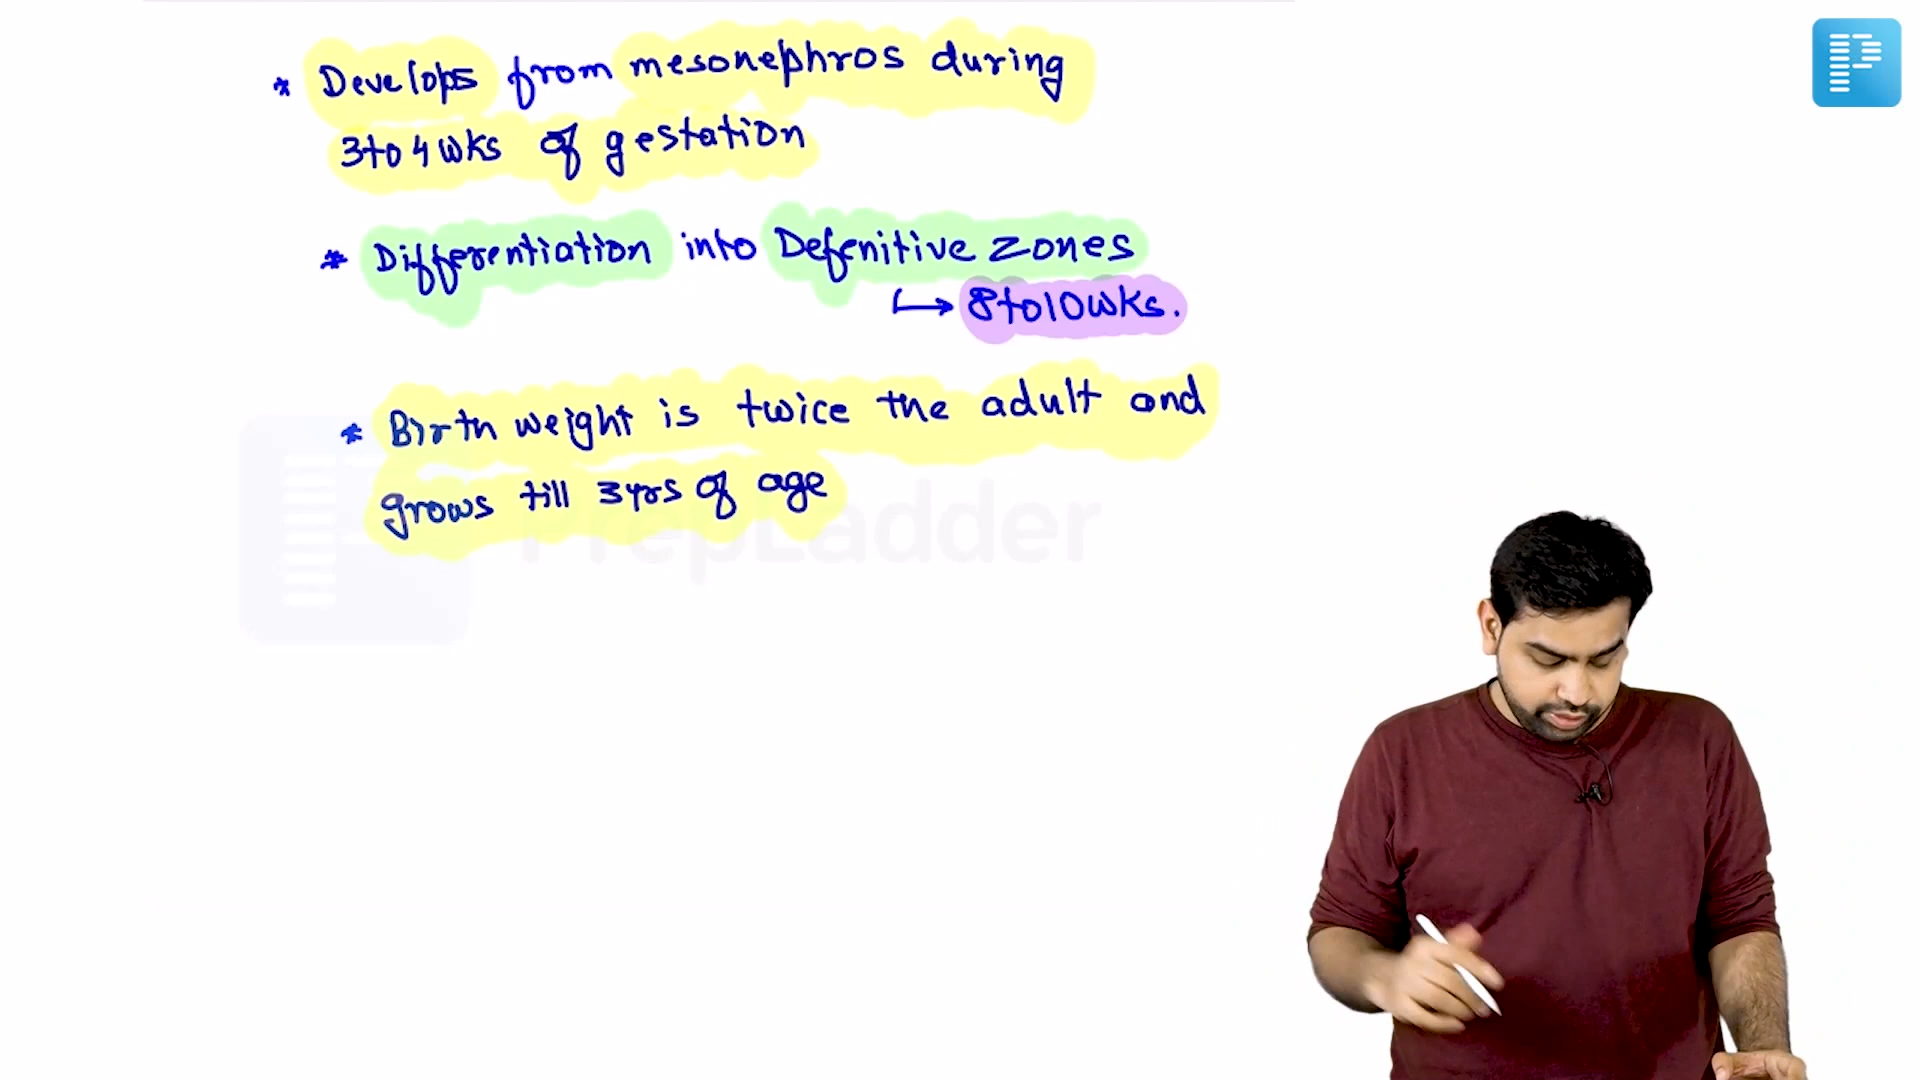 * Develops from mesonephros during
3 to 4 wks of gestation
* Differentiation into Defenitive zones
↳ 8 to 10 wks.
* Birth weight is twice the adult and
grows till 3 yrs of age
PrepLadder